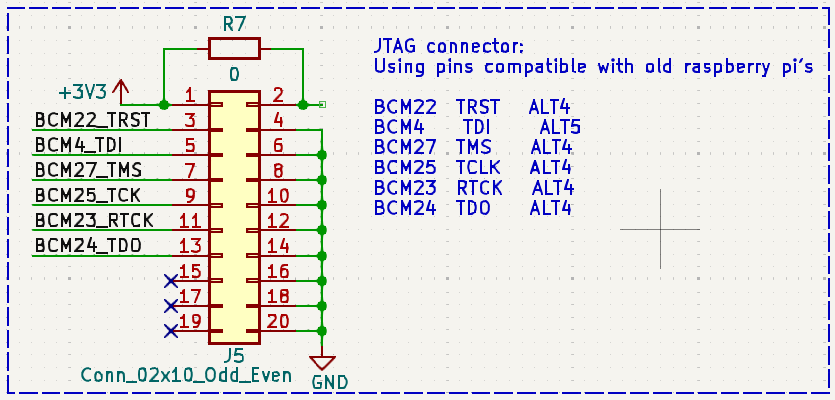 R7
0
+3V3
1 2
BCM22_TRST 3 4
BCM4_TDI 5 6
BCM27_TMS 7 8
BCM25_TCK 9 10
BCM23_RTCK 11 12
BCM24_TDO 13 14
15 16
17 18
19 20
J5
Conn_02x10_Odd_Even
GND
JTAG connector:
Using pins compatible with old raspberry pi's
BCM22 TRST ALT4
BCM4 TDI ALT5
BCM27 TMS ALT4
BCM25 TCLK ALT4
BCM23 RTCK ALT4
BCM24 TDO ALT4